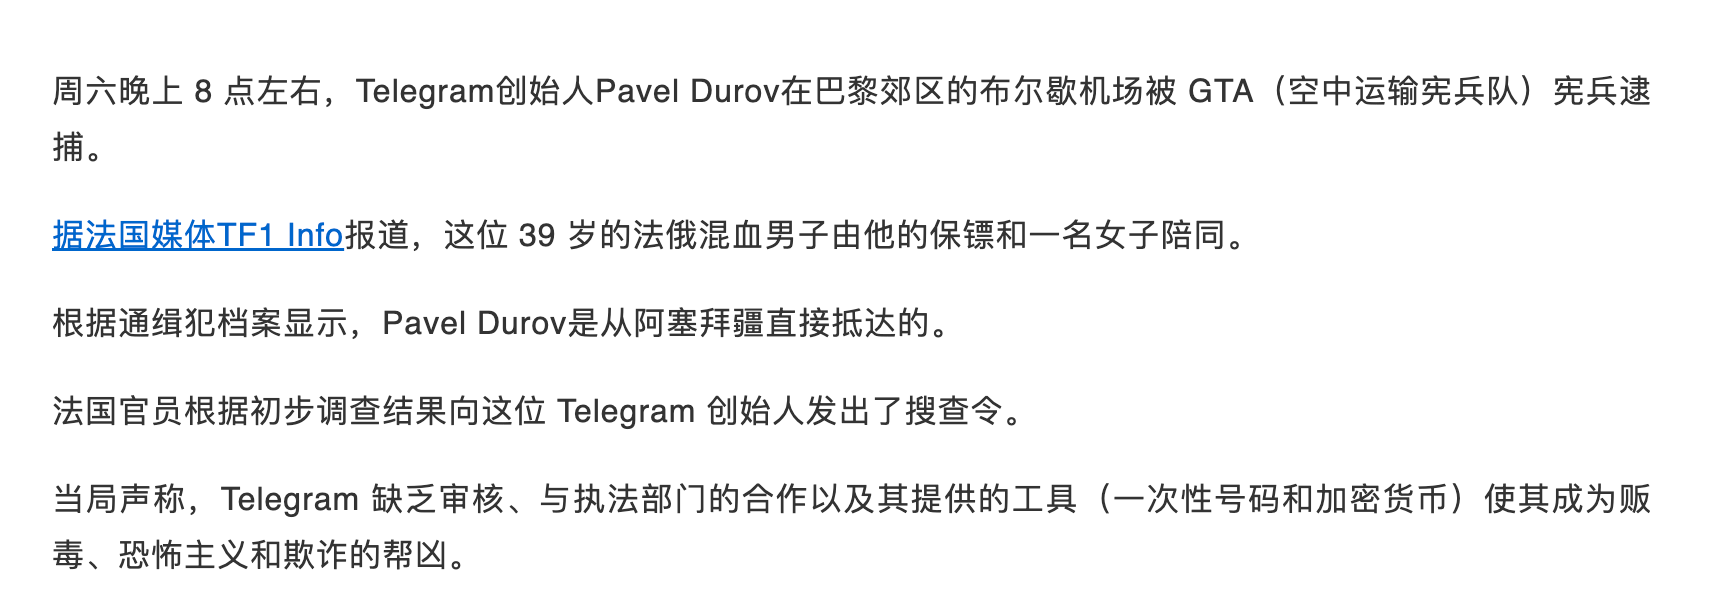 周六晚上 8 点左右，Telegram创始人Pavel Durov在巴黎郊区的布尔歇机场被 GTA（空中运输宪兵队）宪兵逮
捕。
据法国媒体TF1 Info报道，这位 39 岁的法俄混血男子由他的保镖和一名女子陪同。
根据通缉犯档案显示，Pavel Durov是从阿塞拜疆直接抵达的。
法国官员根据初步调查结果向这位 Telegram 创始人发出了搜查令。
当局声称，Telegram 缺乏审核、与执法部门的合作以及其提供的工具（一次性号码和加密货币）使其成为贩
毒、恐怖主义和欺诈的帮凶。